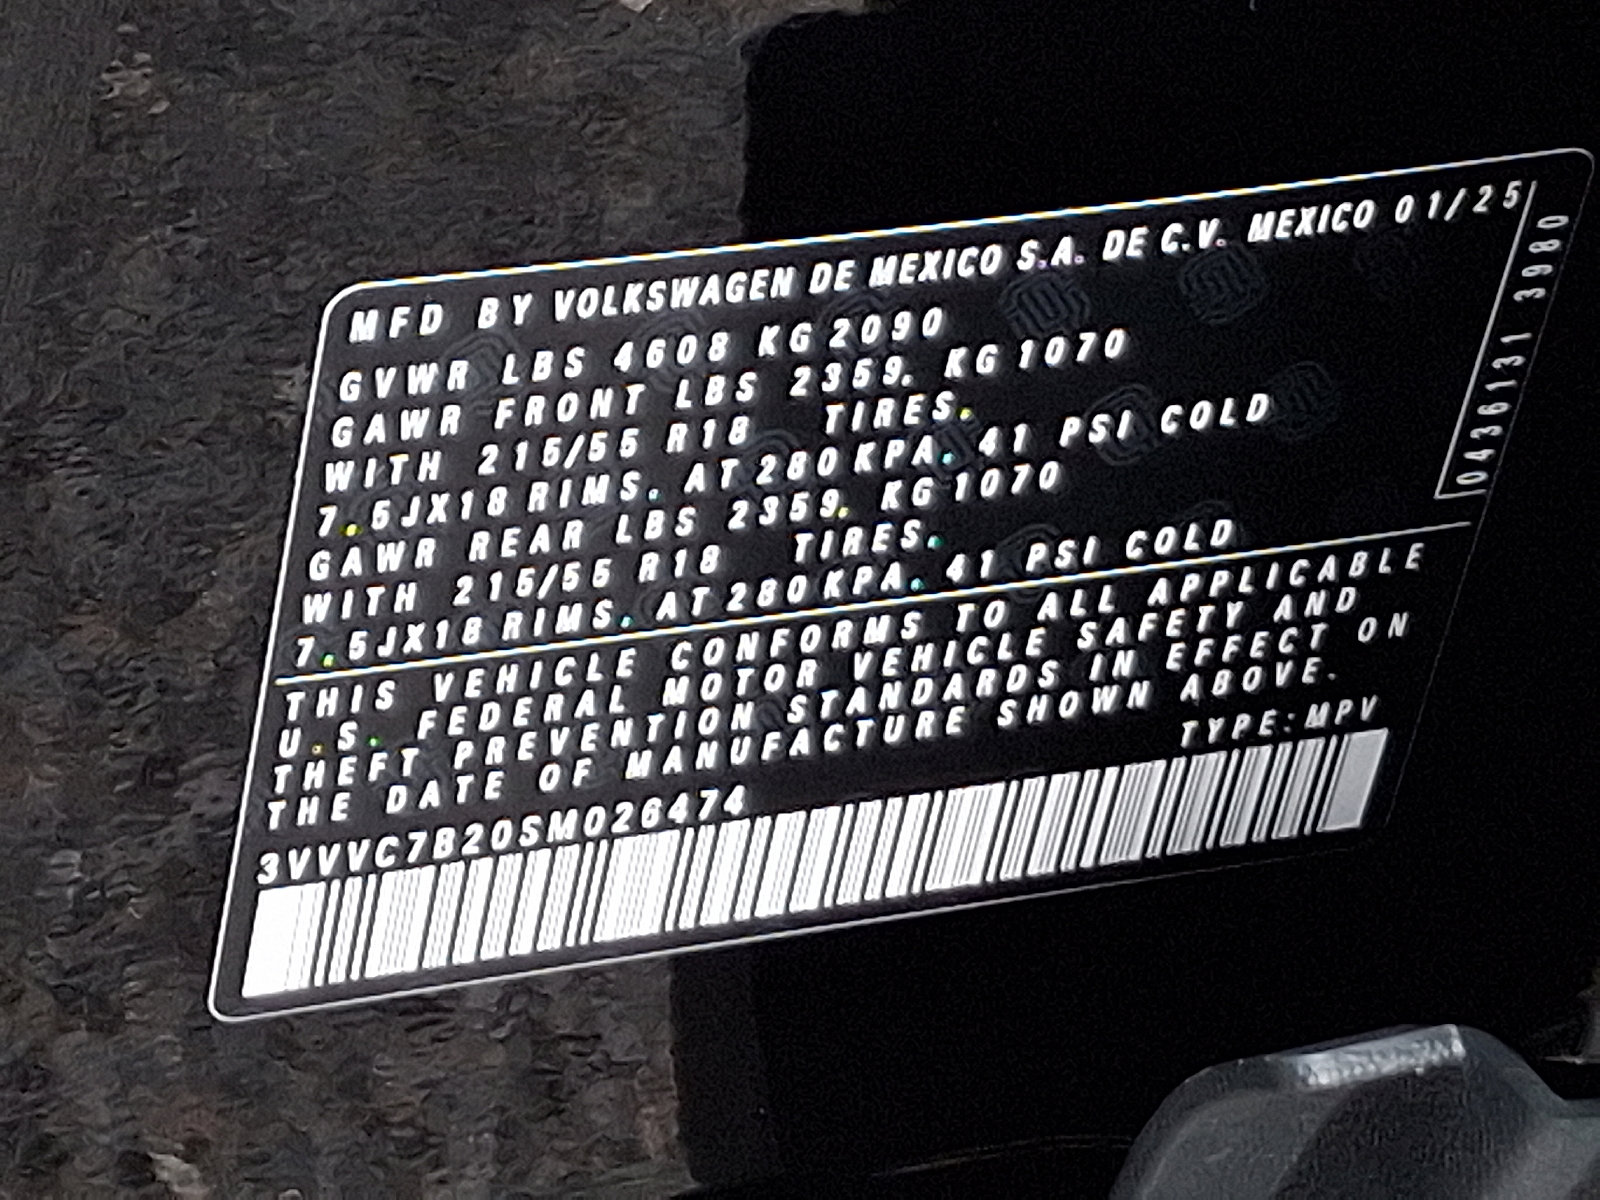 MFD BY VOLKSWAGEN DE MEXICO S.A. DE C.V. MEXICO 01/25
GVWR LBS 4608 KG 2090
GAWR FRONT LBS 2359. KG 1070
WITH 215/55 R18 TIRES.
7.5JX18 RIMS. AT 280 KPA. 41 PSI COLD
GAWR REAR LBS 2359. KG 1070
WITH 215/55 R18 TIRES.
7.5JX18 RIMS. AT 280 KPA. 41 PSI COLD
THIS VEHICLE CONFORMS TO ALL APPLICABLE
U.S. FEDERAL MOTOR VEHICLE SAFETY AND
THEFT PREVENTION STANDARDS IN EFFECT ON
THE DATE OF MANUFACTURE SHOWN ABOVE.
TYPE: MPV
3VVVC7B20SM026474
0436131 3980